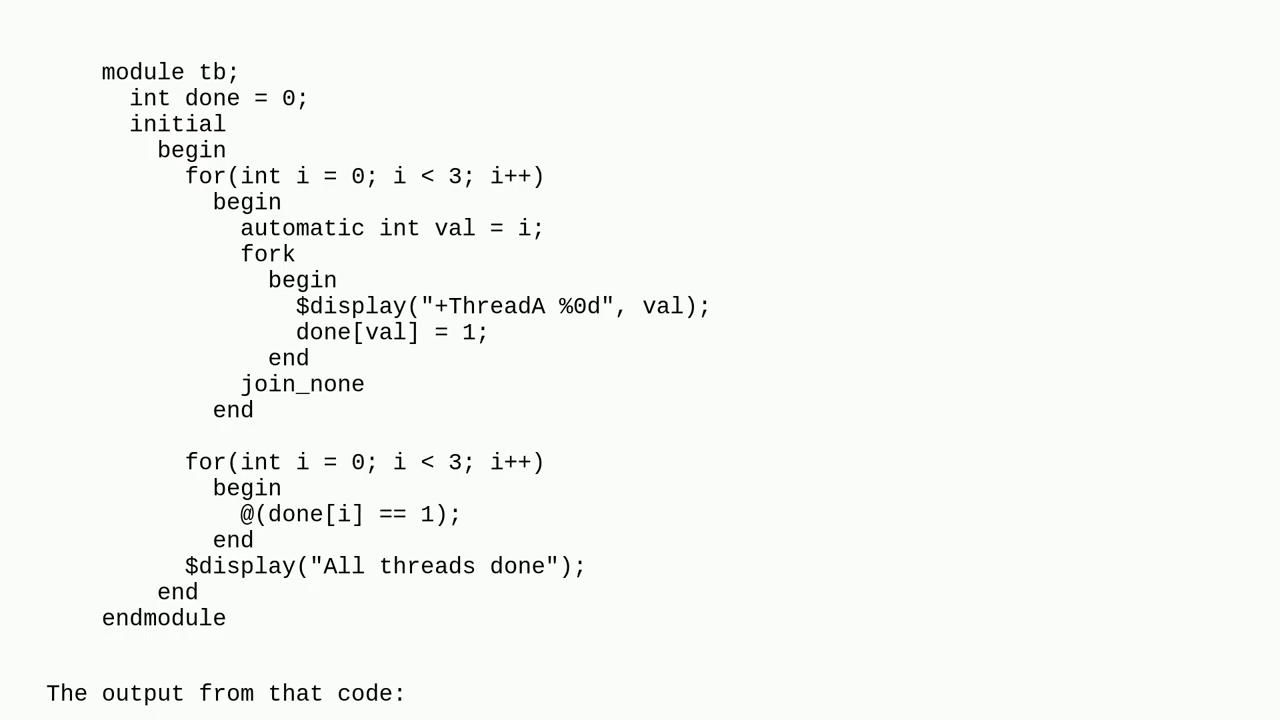 module tb;
  int done = 0;
  initial
    begin
      for(int i = 0; i < 3; i++)
        begin
          automatic int val = i;
          fork
            begin
              $display("+ThreadA %0d", val);
              done[val] = 1;
            end
          join_none
        end

      for(int i = 0; i < 3; i++)
        begin
          @(done[i] == 1);
        end
      $display("All threads done");
    end
endmodule
The output from that code: